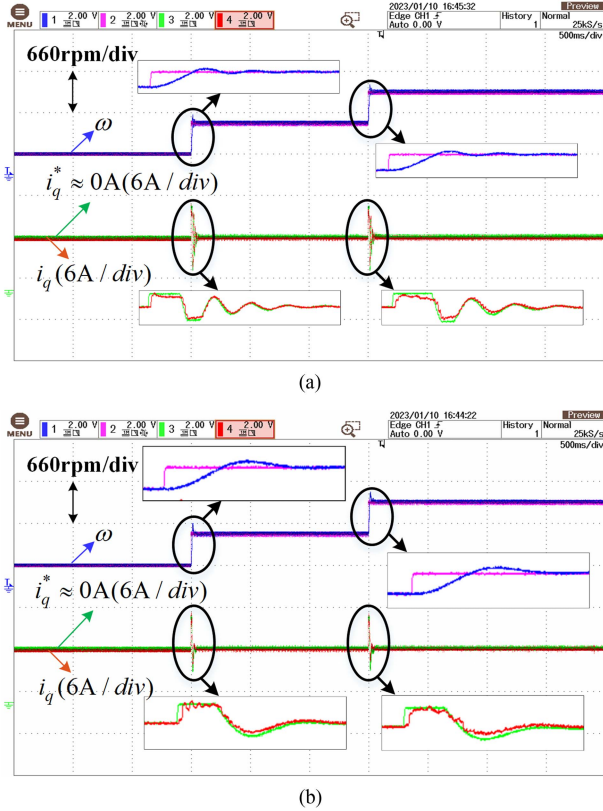 2023/01/10 16:45:32 Preview
MENU 1 2.00 V 2 2.00 V 3 2.00 V 4 2.00 V Edge CH1 History Normal
Auto 0.00 V 1 25kS/s
500ms/div
660rpm/div
ω
i*q ≈ 0A(6A / div)
iq (6A / div)
(a)
2023/01/10 16:44:22 Preview
MENU 1 2.00 V 2 2.00 V 3 2.00 V 4 2.00 V Edge CH1 History Normal
Auto 0.00 V 1 25kS/s
500ms/div
660rpm/div
ω
i*q ≈ 0A(6A / div)
iq (6A / div)
(b)